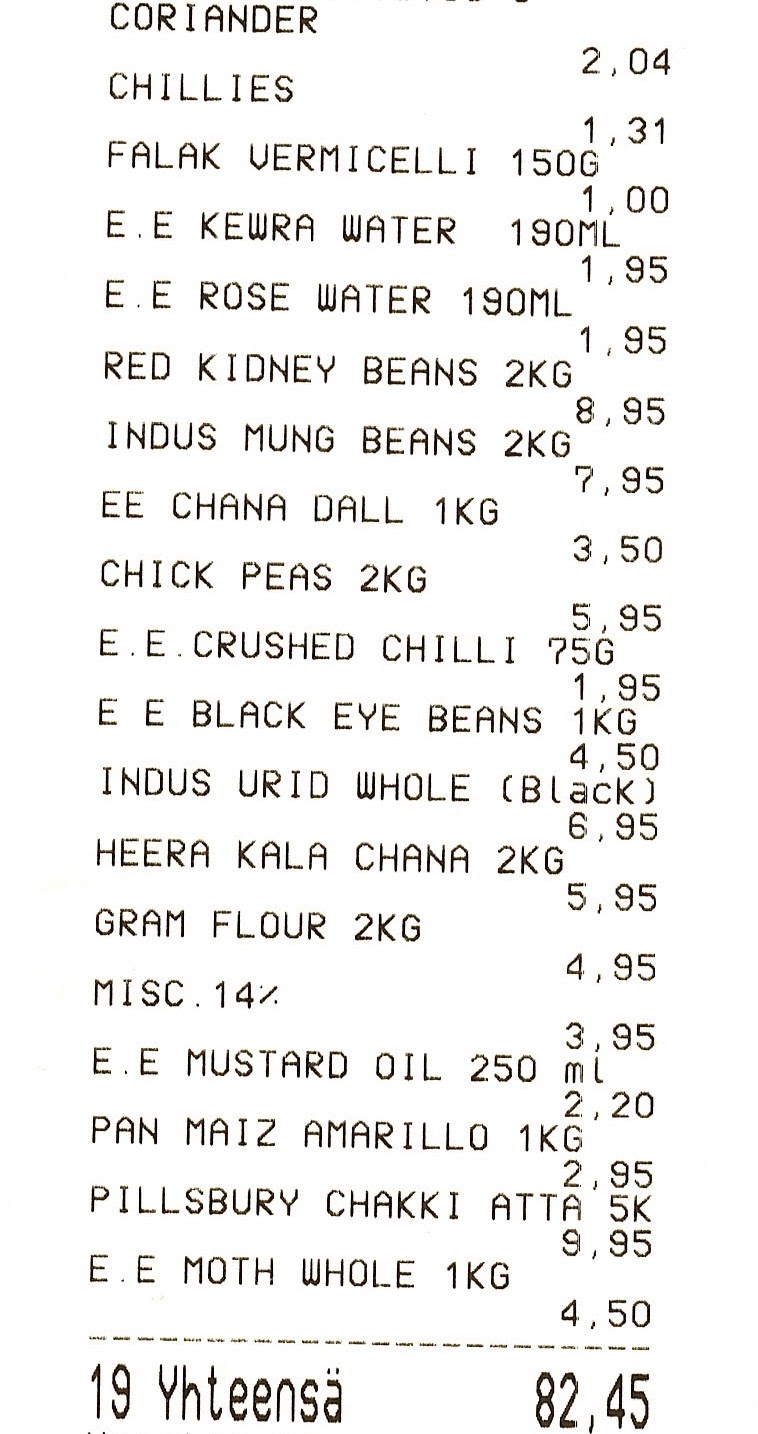 CORIANDER
2,04
CHILLIES
1,31
FALAK VERMICELLI 150G
1,00
E.E KEWRA WATER 190ML
1,95
E.E ROSE WATER 190ML
1,95
RED KIDNEY BEANS 2KG
8,95
INDUS MUNG BEANS 2KG
7,95
EE CHANA DALL 1KG
3,50
CHICK PEAS 2KG
5,95
E.E.CRUSHED CHILLI 75G
1,95
E E BLACK EYE BEANS 1KG
4,50
INDUS URID WHOLE (Black)
6,95
HEERA KALA CHANA 2KG
5,95
GRAM FLOUR 2KG
4,95
MISC.14%
3,95
E.E MUSTARD OIL 250 ml
2,20
PAN MAIZ AMARILLO 1KG
2,95
PILLSBURY CHAKKI ATTA 5K
9,95
E.E MOTH WHOLE 1KG
4,50
19 Yhteensä 82,45